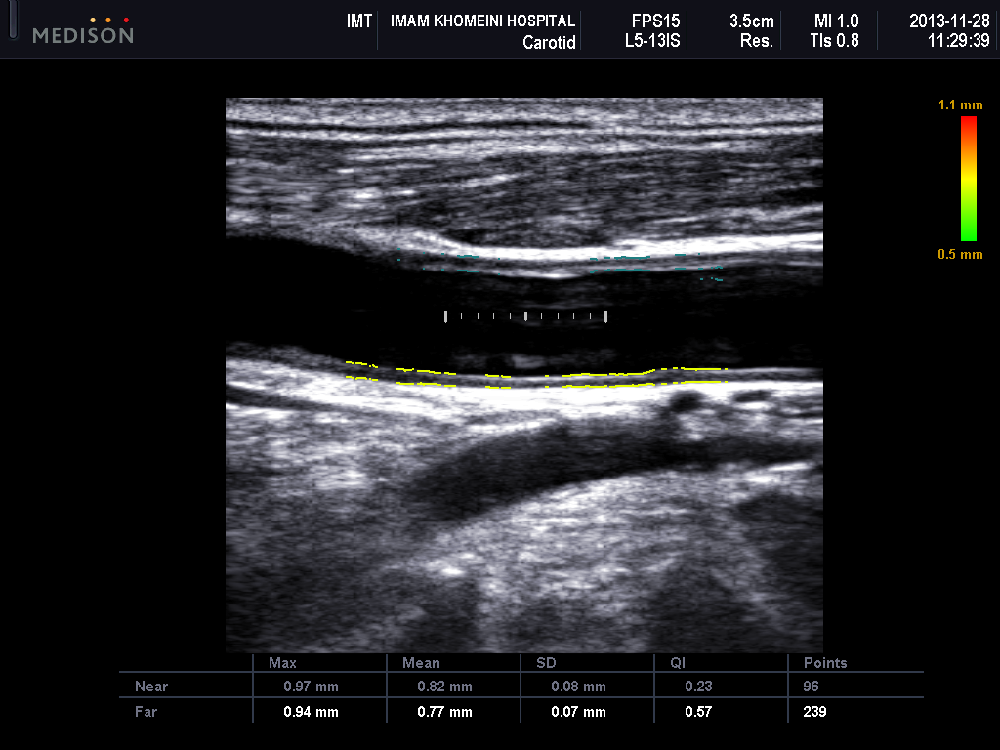 MEDISON
IMT
IMAM KHOMEINI HOSPITAL
Carotid
FPS15
L5-13IS
3.5cm
Res.
MI 1.0
TIs 0.8
2013-11-28
11:29:39
1.1 mm
0.5 mm
Max Mean SD QI Points
Near 0.97 mm 0.82 mm 0.08 mm 0.23 96
Far 0.94 mm 0.77 mm 0.07 mm 0.57 239